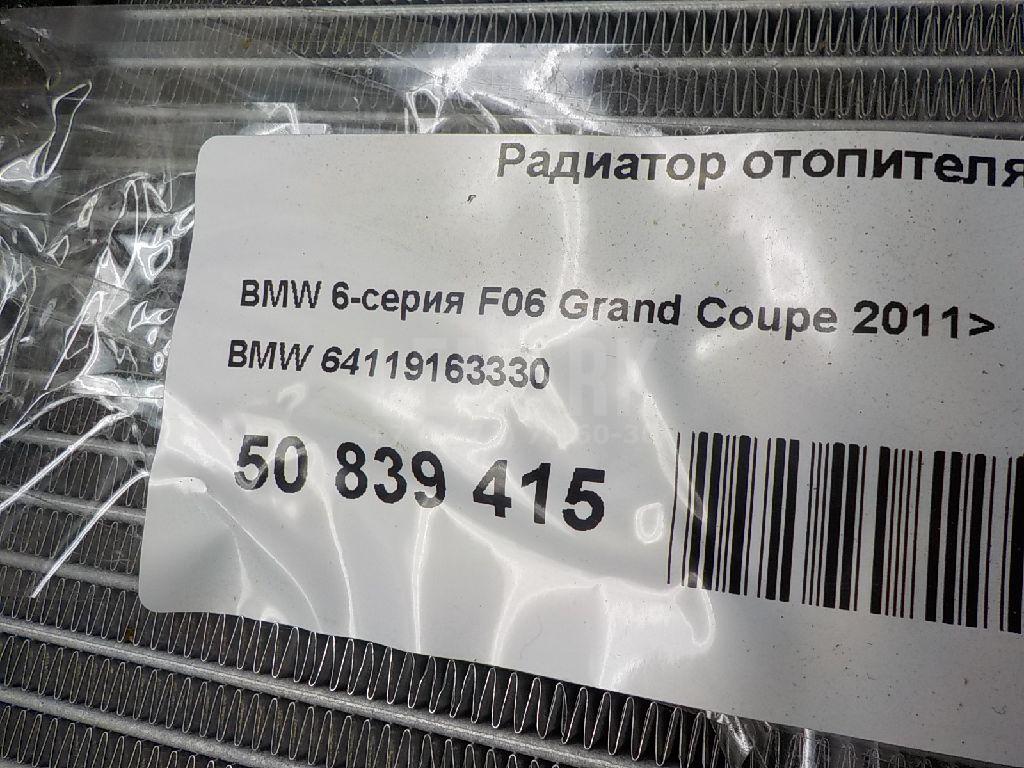 Радиатор отопителя
BMW 6-серия F06 Grand Coupe 2011>
BMW 64119163330
50 839 415